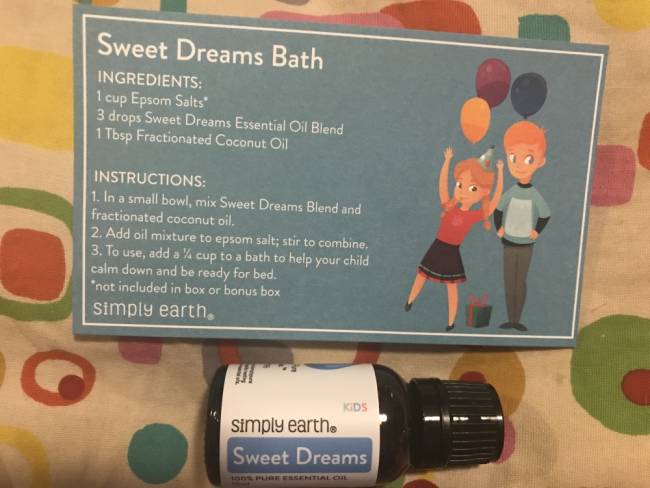 Sweet Dreams Bath
INGREDIENTS:
1 cup Epsom Salts*
3 drops Sweet Dreams Essential Oil Blend
1 Tbsp Fractionated Coconut Oil
INSTRUCTIONS:
1. In a small bowl, mix Sweet Dreams Blend and
fractionated coconut oil.
2. Add oil mixture to epsom salt; stir to combine.
3. To use, add a ¼ cup to a bath to help your child
calm down and be ready for bed.
*not included in box or bonus box
simply earth®
KiDS
simply earth®
Sweet Dreams
100% PURE ESSENTIAL OIL